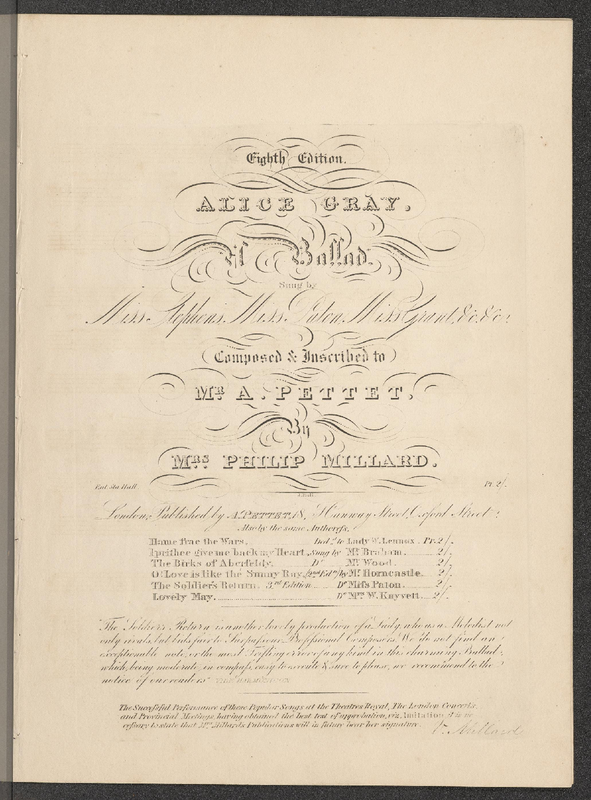 Eighth Edition.
ALICE GRAY,
A Ballad.
Sung by
Miss Stephens, Miss Paton, Miss Grant, &c. &c.
(Composed & Inscribed to)
MR A. PETTET,
By
MRS PHILIP MILLARD.
Ent. Sta. Hall. Pr. 2/.
London, Published by A. PETTET, 8, Hanway Street, Oxford Street.
Also by the same Authoress.
Hame frae the Wars. Ded.d to Lady W. Lennox. Pr. 2/.
I prithee give me back my Heart Sung by Mr. Braham. 2/.
The Birks of Aberfeldy. Do Mr. Wood. 2/.
O! Love is like the Sunny Ray. (2nd Edn) by Mr. Horncastle. 2/.
The Soldier's Return. 3rd Edition Do Miss Paton. 2/.
Lovely May. Do Mrs W. Knyvett. 2/.
"The Soldier's Return is another lovely production of a Lady, who as a Melodist not
only rivals, but bids fair to Surpass our Professional Composers. We do not find an
exceptionable note, or the most Trifling error of any kind in this charming Ballad;
which, being moderate in compass, easy to execute & sure to please, we recommend to the
notice of our readers"
The Successful Performance of these Popular Songs at the Theatres Royal, The London Concerts,
and Provincial Meetings, having obtained the best test of approbation, viz. Imitation, it is ne-
cessary to state that Mrs. Millard's Publications will in future bear her signature.
P. Millard